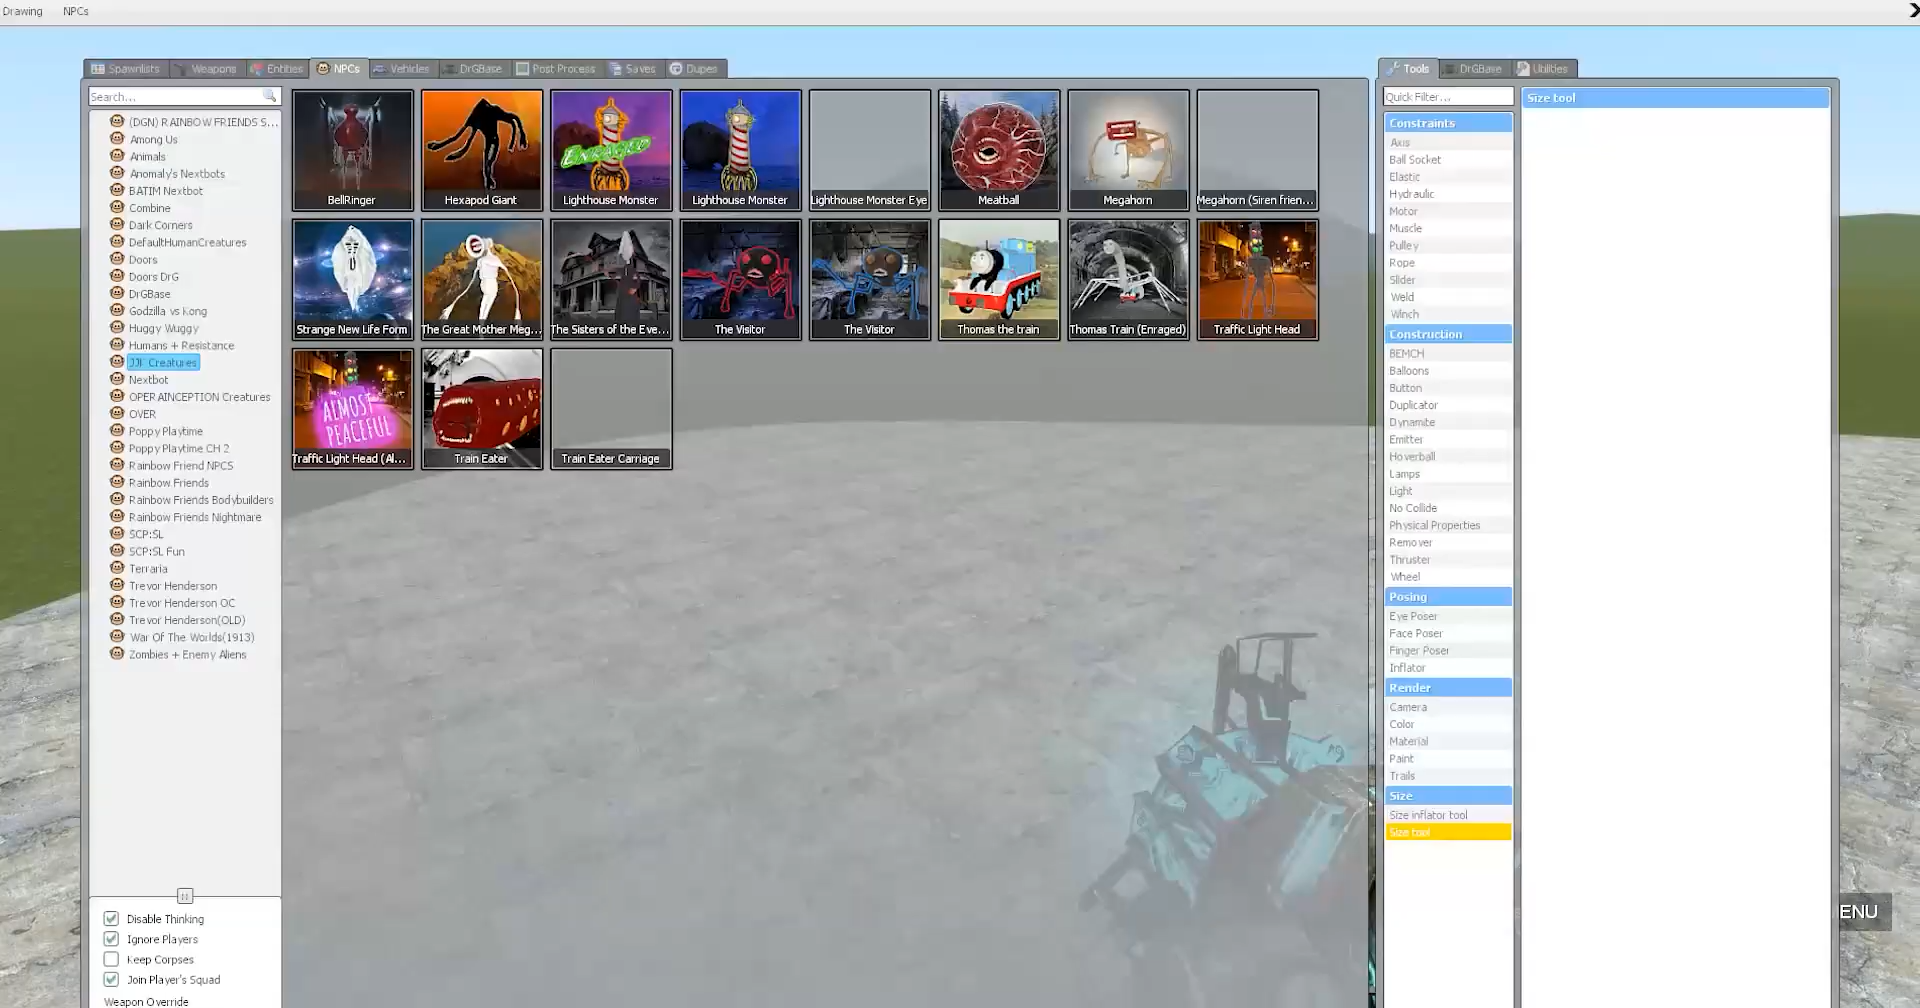 Drawing NPCs
Spawnlists Weapons Entities NPCs Vehicles DrGBase Post Process Saves Dupes
Search...
(DGN) RAINBOW FRIENDS S...
Among Us
Animals
Anomaly's Nextbots
BATIM Nextbot
Combine
Dark Corners
DefaultHumanCreatures
Doors
Doors DrG
DrGBase
Godzilla vs Kong
Huggy Wuggy
Humans + Resistance
JJK Creatures
Nextbot
OPERAINCEPTION Creatures
OVER
Poppy Playtime
Poppy Playtime CH 2
Rainbow Friend NPCS
Rainbow Friends
Rainbow Friends Bodybuilders
Rainbow Friends Nightmare
SCP:SL
SCP:SL Fun
Terraria
Trevor Henderson
Trevor Henderson OC
Trevor Henderson(OLD)
War Of The Worlds(1913)
Zombies + Enemy Aliens
Disable Thinking
Ignore Players
Keep Corpses
Join Player's Squad
Weapon Override
ENRAGED
BellRinger Hexapod Giant Lighthouse Monster Lighthouse Monster Lighthouse Monster Eye Meatball Megahorn Megahorn (Siren frien...
Strange New Life Form The Great Mother Meg... The Sisters of the Eve... The Visitor The Visitor Thomas the train Thomas Train (Enraged) Traffic Light Head
ALMOST
PEACEFUL
Traffic Light Head (Al... Train Eater Train Eater Carriage
Tools DrGBase Utilities
Quick Filter...
Constraints
Axis
Ball Socket
Elastic
Hydraulic
Motor
Muscle
Pulley
Rope
Slider
Weld
Winch
Construction
BEMCH
Balloons
Button
Duplicator
Dynamite
Emitter
Hoverball
Lamps
Light
No Collide
Physical Properties
Remover
Thruster
Wheel
Posing
Eye Poser
Face Poser
Finger Poser
Inflator
Render
Camera
Color
Material
Paint
Trails
Size
Size inflator tool
Size tool
Size tool
ENU